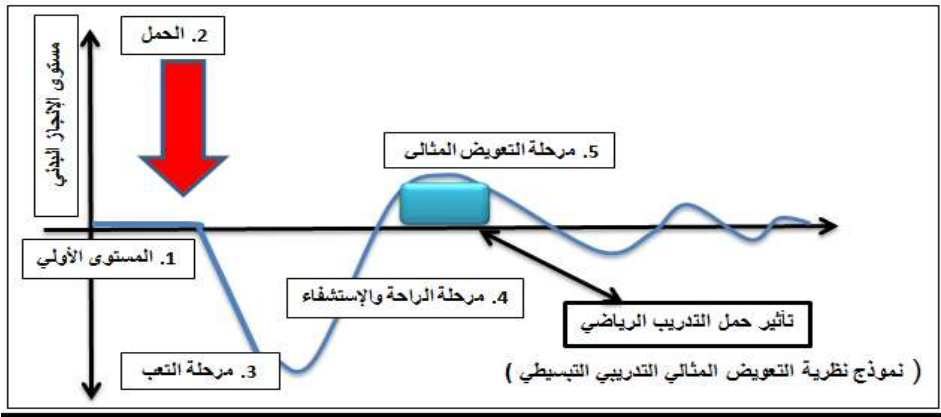 2. الحمل
مستوى الإنجاز البدني
5. مرحلة التعويض المثالى
1. المستوى الأولي
4. مرحلة الراحة والإستشفاء
تأثير حمل التدريب الرياضي
3. مرحلة التعب
( نموذج نظرية التعويض المثالي التدريبي التبسيطي )